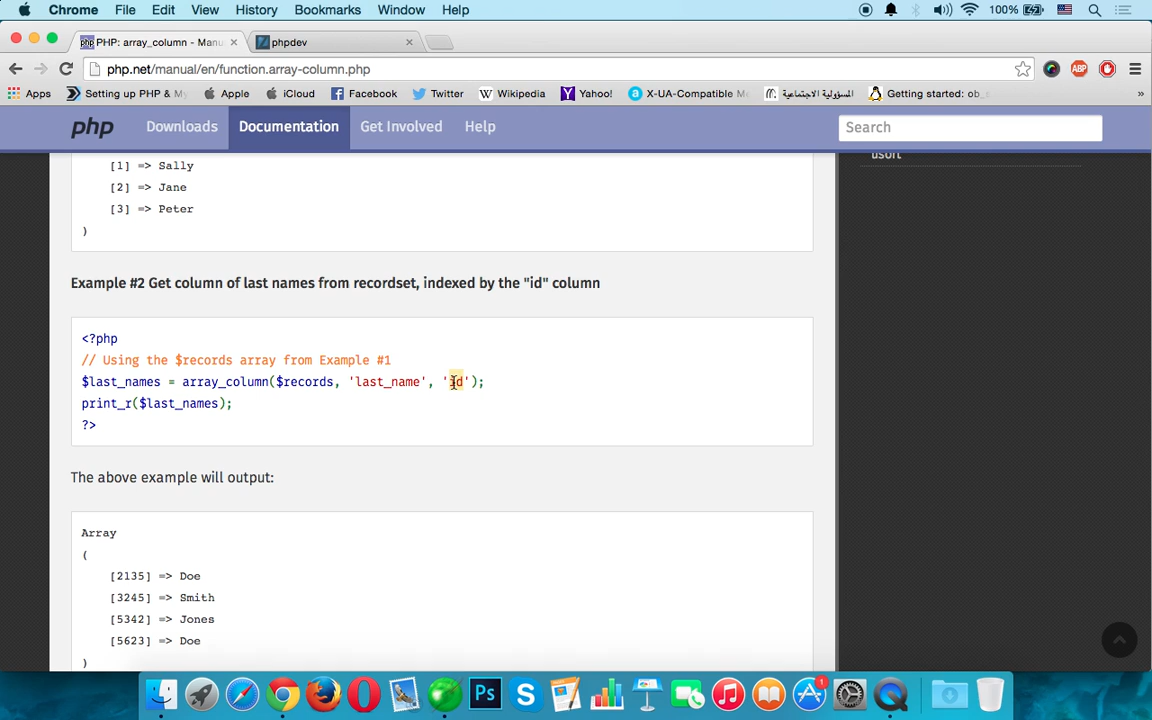 Chrome File Edit View History Bookmarks Window Help 100%
php PHP: array_column - Manu phpdev
php.net/manual/en/function.array-column.php ABP
Apps Setting up PHP & My Apple iCloud Facebook Twitter W Wikipedia Y Yahoo! a X-UA-Compatible M المسؤولية الاجتماعية Getting started: ob_ »
php Downloads Documentation Get Involved Help Search
usort
[1] => Sally
[2] => Jane
[3] => Peter
)
Example #2 Get column of last names from recordset, indexed by the "id" column
<?php
// Using the $records array from Example #1
$last_names = array_column($records, 'last_name', 'id');
print_r($last_names);
?>
The above example will output:
Array
(
[2135] => Doe
[3245] => Smith
[5342] => Jones
[5623] => Doe
)
Ps S 1